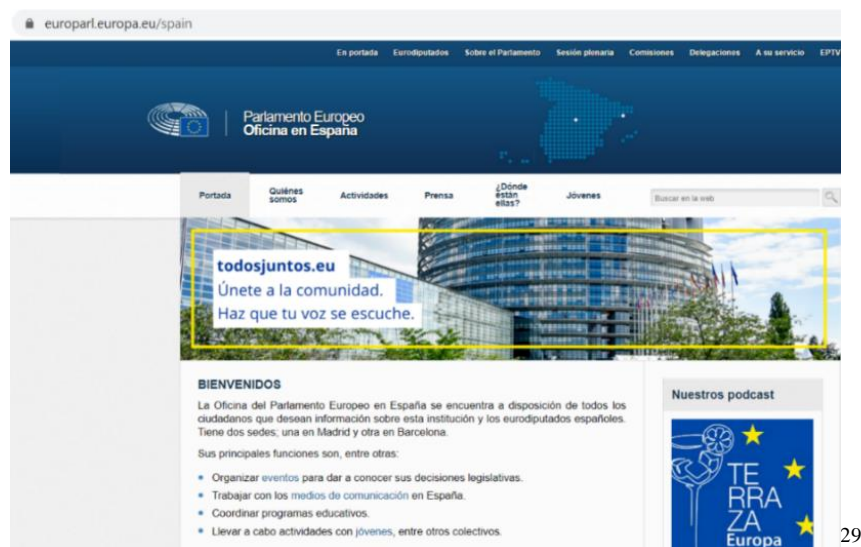 europarl.europa.eu/spain
En portada Eurodiputados Sobre el Parlamento Sesión plenaria Comisiones Delegaciones A su servicio EPTV
Parlamento Europeo
Oficina en España
Portada Quiénes somos Actividades Prensa ¿Dónde están ellas? Jóvenes Buscar en la web
todosjuntos.eu
Únete a la comunidad.
Haz que tu voz se escuche.
BIENVENIDOS
La Oficina del Parlamento Europeo en España se encuentra a disposición de todos los
ciudadanos que desean información sobre esta institución y los eurodiputados españoles.
Tiene dos sedes; una en Madrid y otra en Barcelona.
Sus principales funciones son, entre otras:
Organizar eventos para dar a conocer sus decisiones legislativas.
Trabajar con los medios de comunicación en España.
Coordinar programas educativos.
Llevar a cabo actividades con jóvenes, entre otros colectivos.
Nuestros podcast
TE
RRA
ZA
Europa
29